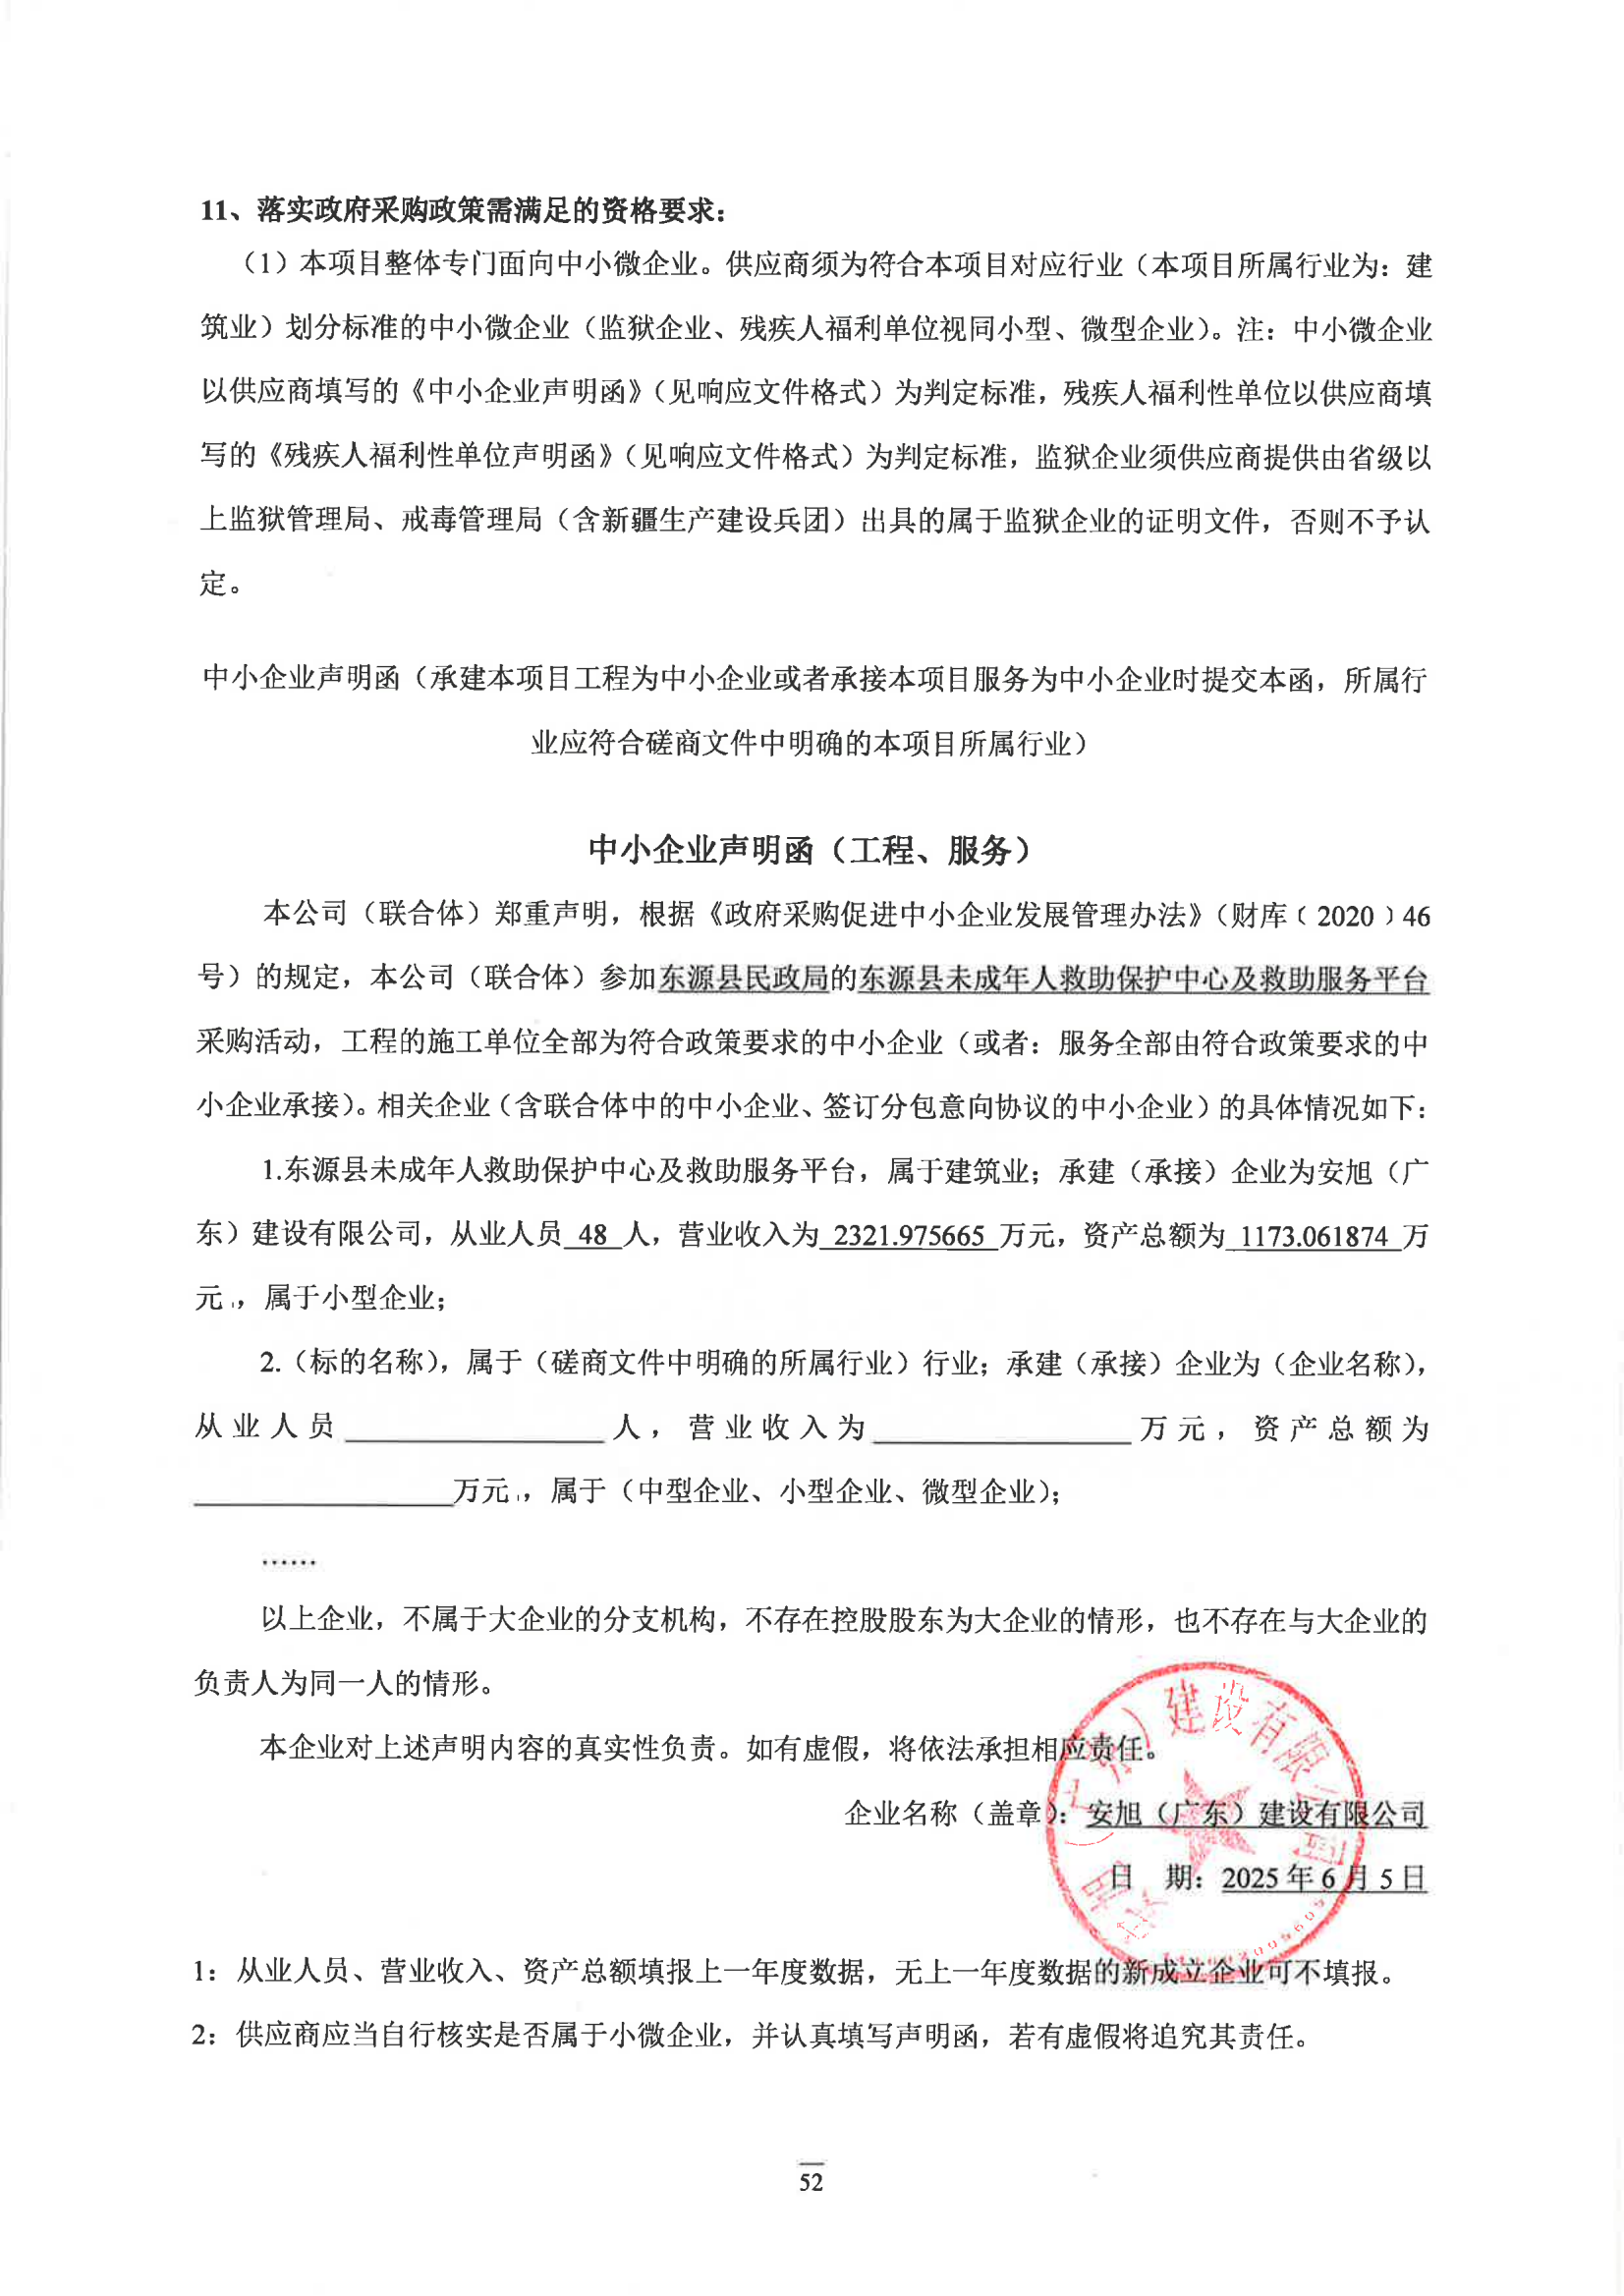 11、落实政府采购政策需满足的资格要求：
（1）本项目整体专门面向中小微企业。供应商须为符合本项目对应行业（本项目所属行业为：建
筑业）划分标准的中小微企业（监狱企业、残疾人福利单位视同小型、微型企业）。注：中小微企业
以供应商填写的《中小企业声明函》（见响应文件格式）为判定标准，残疾人福利性单位以供应商填
写的《残疾人福利性单位声明函》（见响应文件格式）为判定标准，监狱企业须供应商提供由省级以
上监狱管理局、戒毒管理局（含新疆生产建设兵团）出具的属于监狱企业的证明文件，否则不予认
定。
中小企业声明函（承建本项目工程为中小企业或者承接本项目服务为中小企业时提交本函，所属行
业应符合磋商文件中明确的本项目所属行业）
中小企业声明函（工程、服务）
本公司（联合体）郑重声明，根据《政府采购促进中小企业发展管理办法》（财库﹝2020﹞46
号）的规定，本公司（联合体）参加东源县民政局的东源县未成年人救助保护中心及救助服务平台
采购活动，工程的施工单位全部为符合政策要求的中小企业（或者：服务全部由符合政策要求的中
小企业承接）。相关企业（含联合体中的中小企业、签订分包意向协议的中小企业）的具体情况如下：
1.东源县未成年人救助保护中心及救助服务平台，属于建筑业；承建（承接）企业为安旭（广
东）建设有限公司，从业人员 48 人，营业收入为 2321.975665 万元，资产总额为 1173.061874 万
元，属于小型企业；
2.（标的名称），属于（磋商文件中明确的所属行业）行业；承建（承接）企业为（企业名称），
从业人员______人，营业收入为______万元，资产总额为
______万元，属于（中型企业、小型企业、微型企业）；
……
以上企业，不属于大企业的分支机构，不存在控股股东为大企业的情形，也不存在与大企业的
负责人为同一人的情形。
本企业对上述声明内容的真实性负责。如有虚假，将依法承担相应责任。
企业名称（盖章）：安旭（广东）建设有限公司
日 期：2025年6月5日
安旭（广东）建设有限公司
1：从业人员、营业收入、资产总额填报上一年度数据，无上一年度数据的新成立企业可不填报。
2：供应商应当自行核实是否属于小微企业，并认真填写声明函，若有虚假将追究其责任。
52